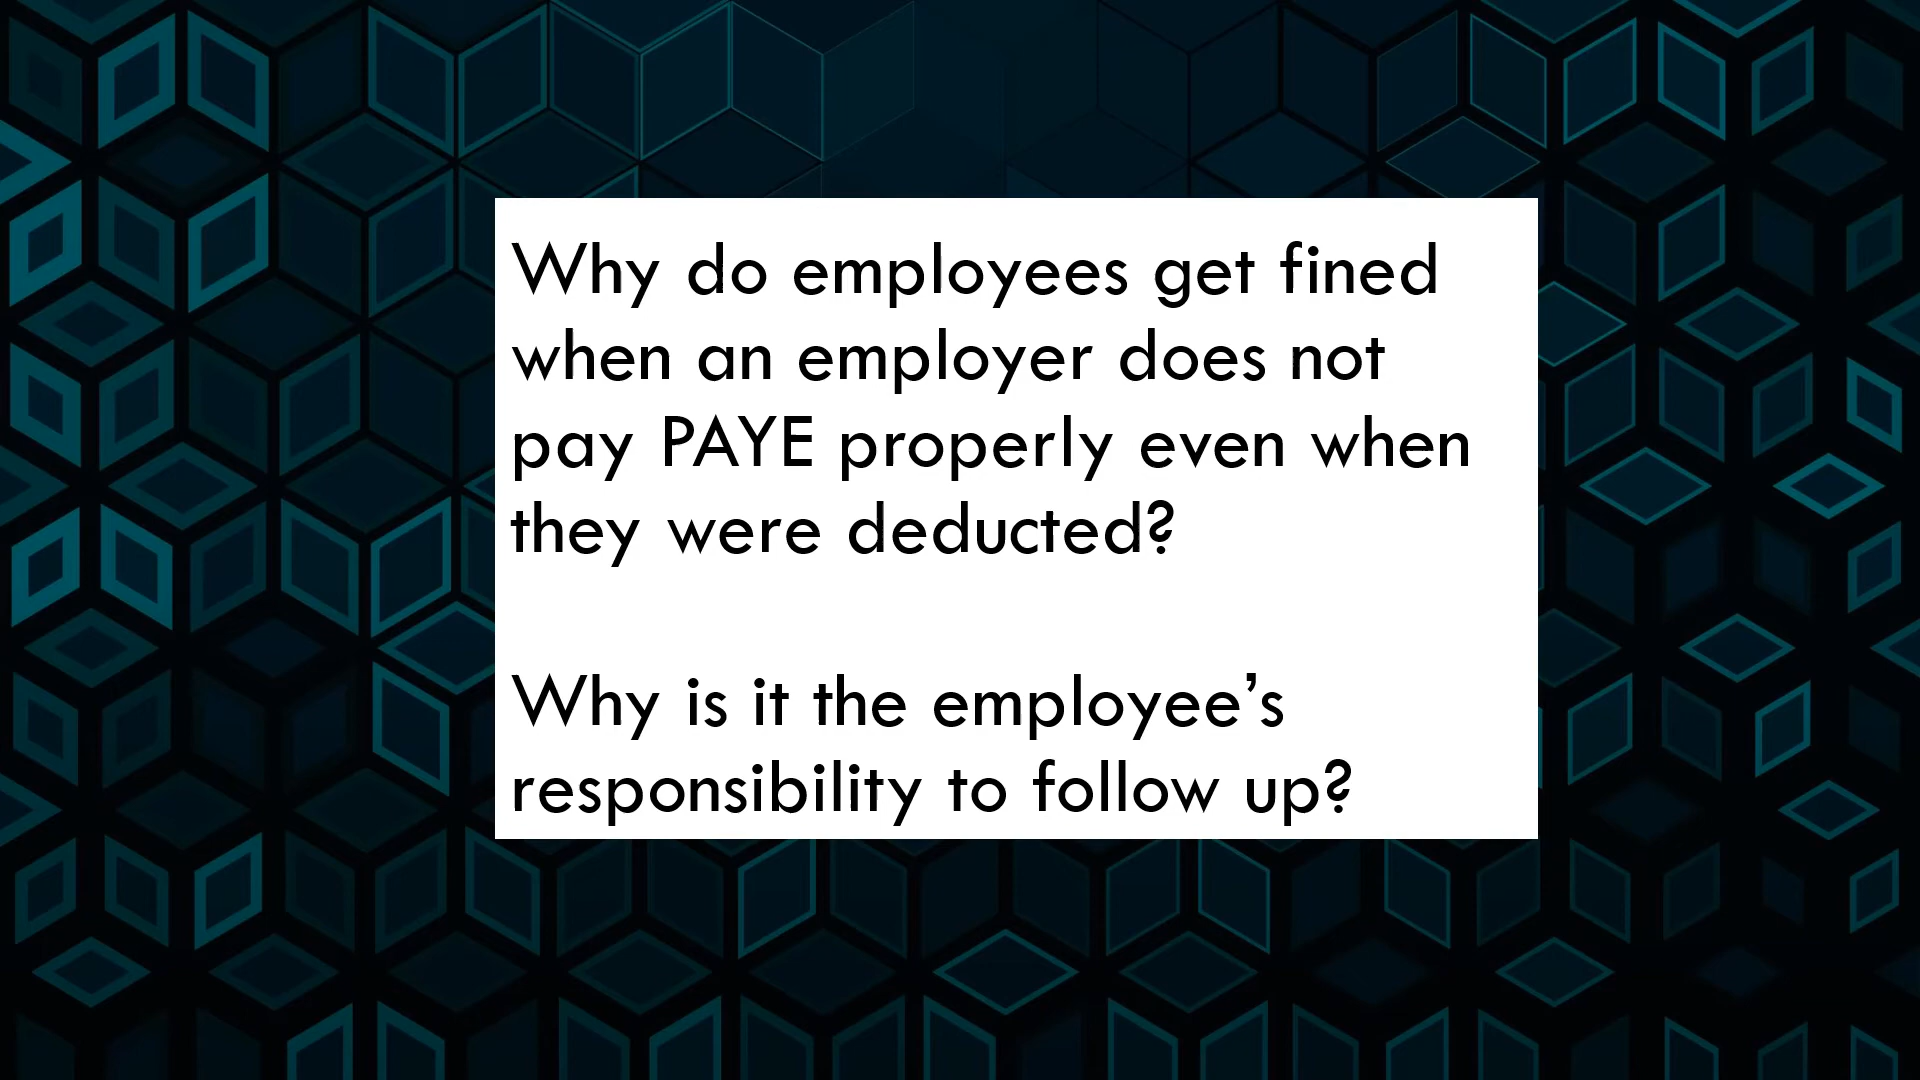 Why do employees get fined
when an employer does not
pay PAYE properly even when
they were deducted?
Why is it the employee’s
responsibility to follow up?